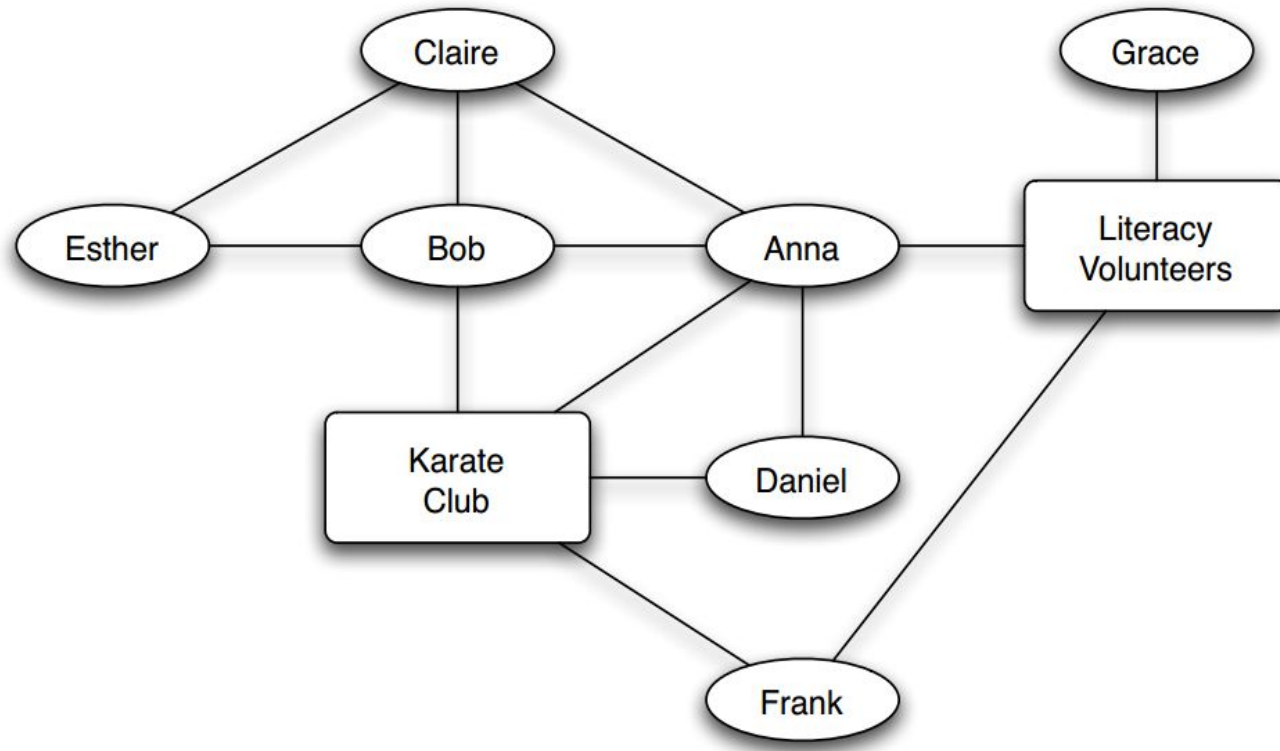 Claire
Grace
Esther
Bob
Anna
Literacy
Volunteers
Karate
Club
Daniel
Frank